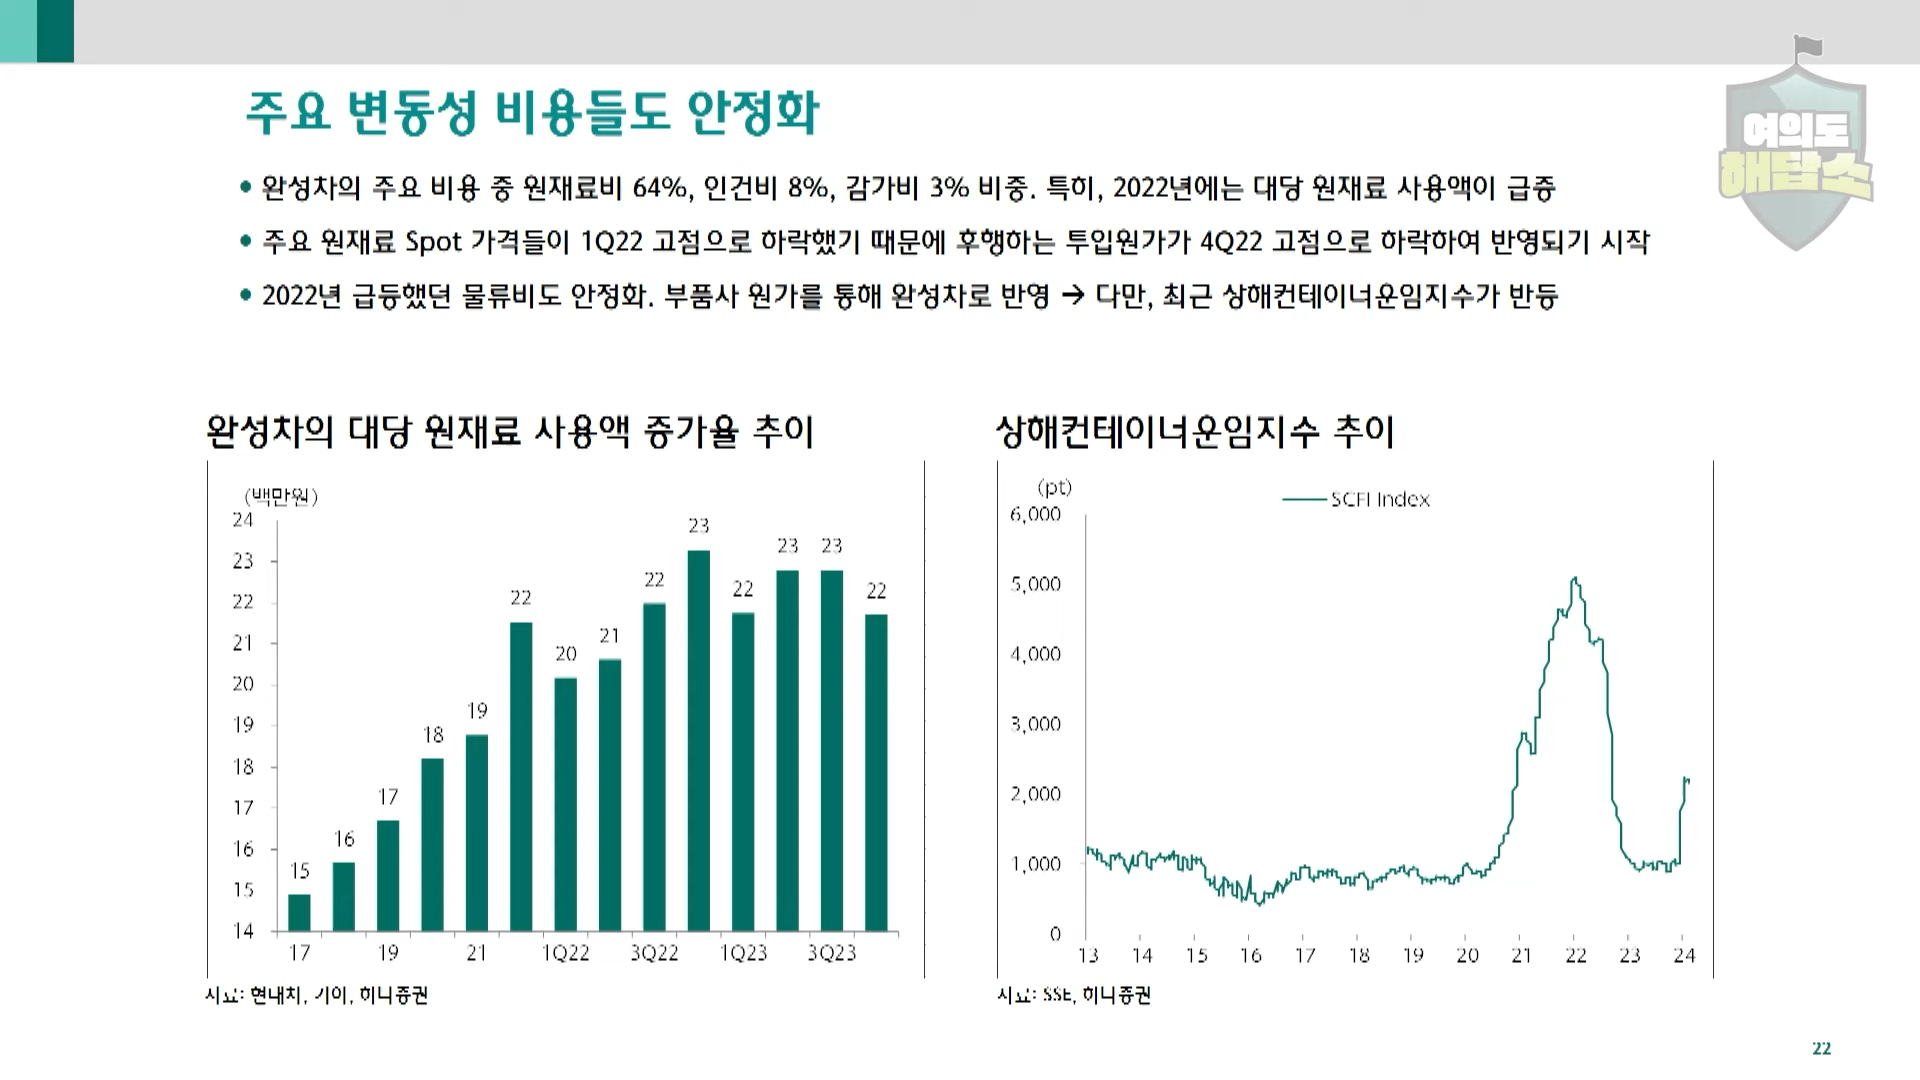 여의도
해답소
주요 변동성 비용들도 안정화
• 완성차의 주요 비용 중 원재료비 64%, 인건비 8%, 감가비 3% 비중. 특히, 2022년에는 대당 원재료 사용액이 급증
• 주요 원재료 Spot 가격들이 1Q22 고점으로 하락했기 때문에 후행하는 투입원가가 4Q22 고점으로 하락하여 반영되기 시작
• 2022년 급등했던 물류비도 안정화. 부품사 원가를 통해 완성차로 반영 → 다만, 최근 상해컨테이너운임지수가 반등
완성차의 대당 원재료 사용액 증가율 추이
(백만원)
24
23
22
21
20
19
18
17
16
15
14
15
16
17
18
19
22
20
21
22
23
22
23
23
22
17
19
21
1Q22
3Q22
1Q23
3Q23
자료: 현대차, 기아, 하나증권
상해컨테이너운임지수 추이
(pt)
SCFI Index
6,000
5,000
4,000
3,000
2,000
1,000
0
13
14
15
16
17
18
19
20
21
22
23
24
자료: SSE, 하나증권
22